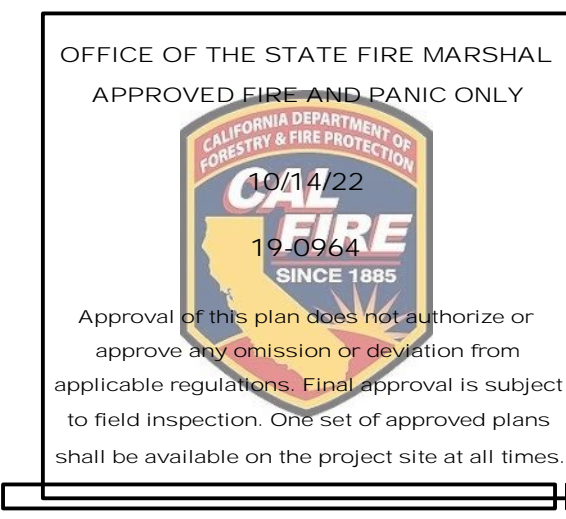 OFFICE OF THE STATE FIRE MARSHAL
APPROVED FIRE AND PANIC ONLY
CALIFORNIA DEPARTMENT OF
FORESTRY & FIRE PROTECTION
CAL
10/14/22
FIRE
19-0964
SINCE 1885
Approval of this plan does not authorize or
approve any omission or deviation from
applicable regulations. Final approval is subject
to field inspection. One set of approved plans
shall be available on the project site at all times.